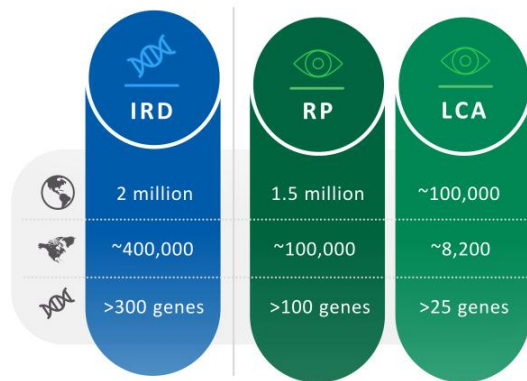 IRD RP LCA
2 million 1.5 million ~100,000
~400,000 ~100,000 ~8,200
>300 genes >100 genes >25 genes